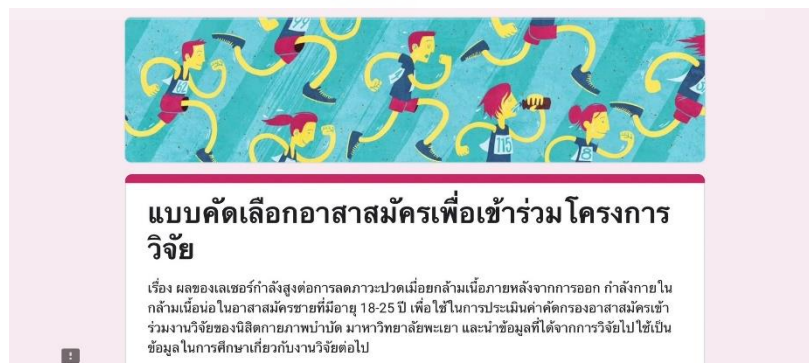 แบบคัดเลือกอาสาสมัครเพื่อเข้าร่วมโครงการ
วิจัย
เรื่อง ผลของเลเซอร์กำลังสูงต่อการลดภาวะปวดเมื่อยกล้ามเนื้อภายหลังจากการออก กำลังกายใน
กล้ามเนื้อน่อง ในอาสาสมัครชายที่มีอายุ 18-25 ปี เพื่อใช้ในการประเมินค่าคัดกรองอาสาสมัครเข้า
ร่วมงานวิจัยของนิสิตกายภาพบำบัด มาหาวิทยาลัยพะเยา และนำข้อมูลที่ได้จากการวิจัยไปใช้เป็น
ข้อมูลในการศึกษาเกี่ยวกับงานวิจัยต่อไป
62
115
8